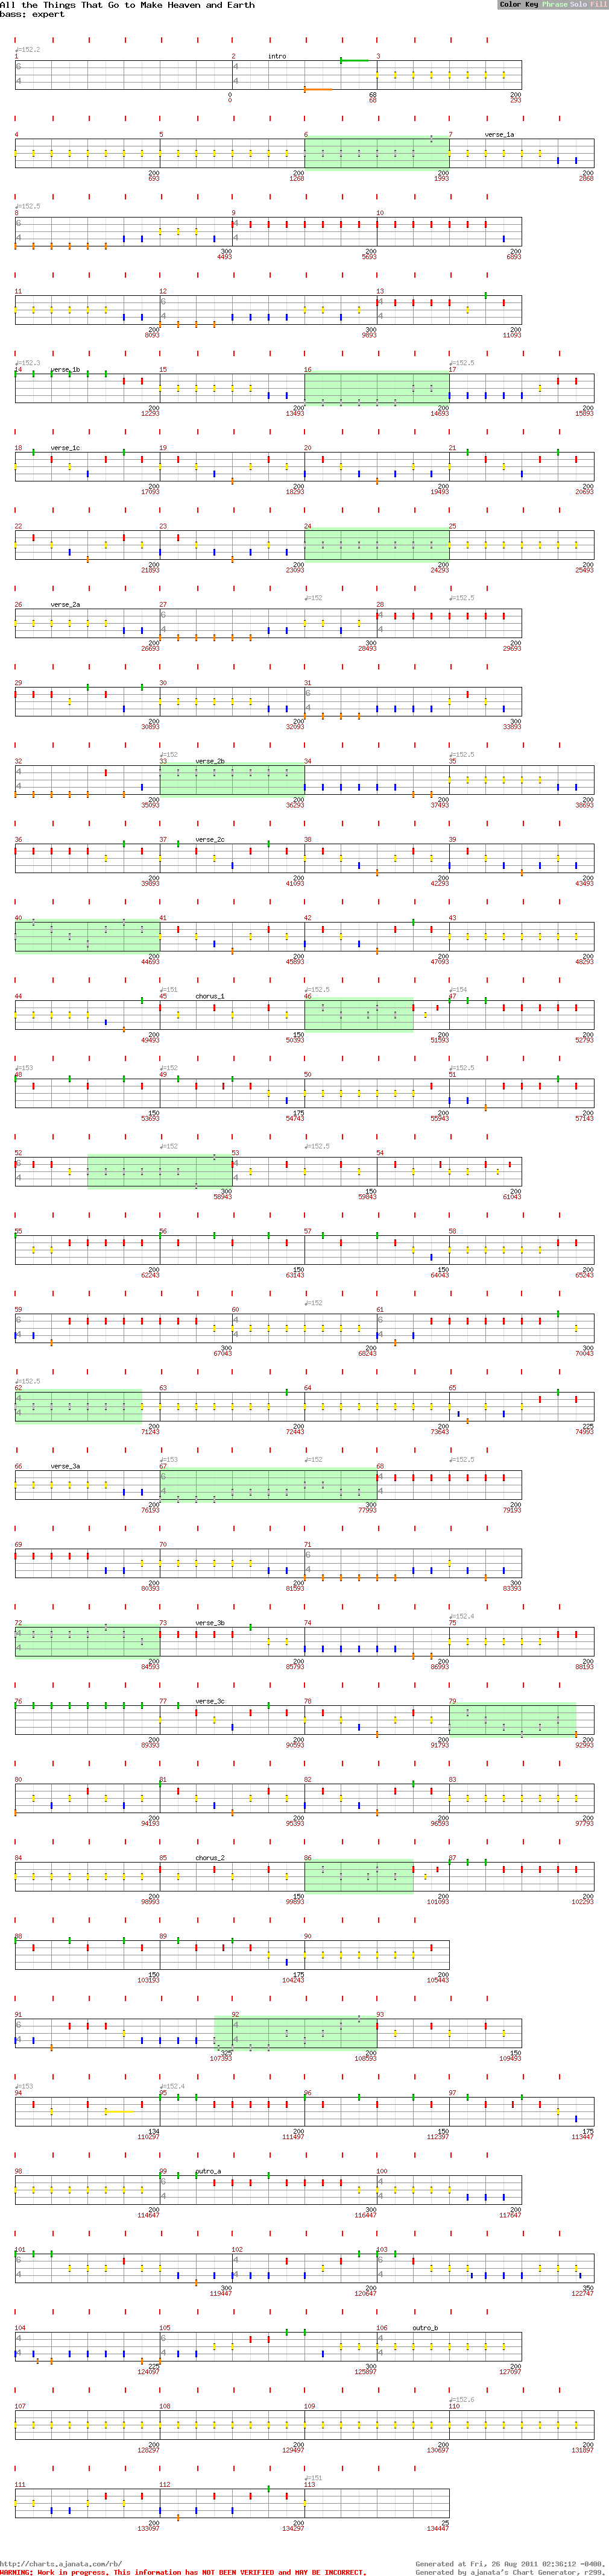 All the Things That Go to Make Heaven and Earth
bass: expert
Color Key Phrase Solo Fill
♩=152.2
1 2 intro 3
0 68 200
0 68 293
4 5 6 7 verse_1a
200 200 200 200
693 1268 1993 2868
♩=152.5
8 9 10
300 200 200
4493 5693 6893
11 12 13
200 300 200
8093 9893 11093
♩=152.3 ♩=152.5
14 verse_1b 15 16 17
200 200 200 200
12293 13493 14693 15893
18 verse_1c 19 20 21
200 200 200 200
17093 18293 19493 20693
22 23 24 25
200 200 200 200
21893 23093 24293 25493
♩=152 ♩=152.5
26 verse_2a 27 28
200 300 200
26693 28493 29693
29 30 31
200 200 300
30893 32093 33893
♩=152 ♩=152.5
32 33 verse_2b 34 35
200 200 200 200
35093 36293 37493 38693
36 37 verse_2c 38 39
200 200 200 200
39893 41093 42293 43493
40 41 42 43
200 200 200 200
44693 45893 47093 48293
♩=151 ♩=152.5 ♩=154
44 45 chorus_1 46 47
200 150 200 200
49493 50393 51593 52793
♩=153 ♩=152 ♩=152.5
48 49 50 51
150 175 200 200
53693 54743 55943 57143
♩=152 ♩=152.5
52 53 54
300 150 200
58943 59843 61043
55 56 57 58
200 150 150 200
62243 63143 64043 65243
♩=152
59 60 61
300 200 300
67043 68243 70043
♩=152.5
62 63 64 65
200 200 200 225
71243 72443 73643 74993
♩=153 ♩=152 ♩=152.5
66 verse_3a 67 68
200 300 200
76193 77993 79193
69 70 71
200 200 300
80393 81593 83393
♩=152.4
72 73 verse_3b 74 75
200 200 200 200
84593 85793 86993 88193
76 77 verse_3c 78 79
200 200 200 200
89393 90593 91793 92993
80 81 82 83
200 200 200 200
94193 95393 96593 97793
84 85 chorus_2 86 87
200 150 200 200
98993 99893 101093 102293
88 89 90
150 175 200
103193 104243 105443
91 92 93
325 200 150
107393 108593 109493
♩=153 ♩=152.4
94 95 96 97
134 200 150 175
110297 111497 112397 113447
98 99 outro_a 100
200 300 200
114647 116447 117647
101 102 103
300 200 350
119447 120647 122747
104 105 106 outro_b
225 300 200
124097 125897 127097
♩=152.6
107 108 109 110
200 200 200 200
128297 129497 130697 131897
♩=151
111 112 113
200 200 25
133097 134297 134447
http://charts.ajanata.com/rb/
Generated at Fri, 26 Aug 2011 02:36:12 -0400.
WARNING: Work in progress. This information has NOT BEEN VERIFIED and MAY BE INCORRECT.
Generated by ajanata's Chart Generator, r299.